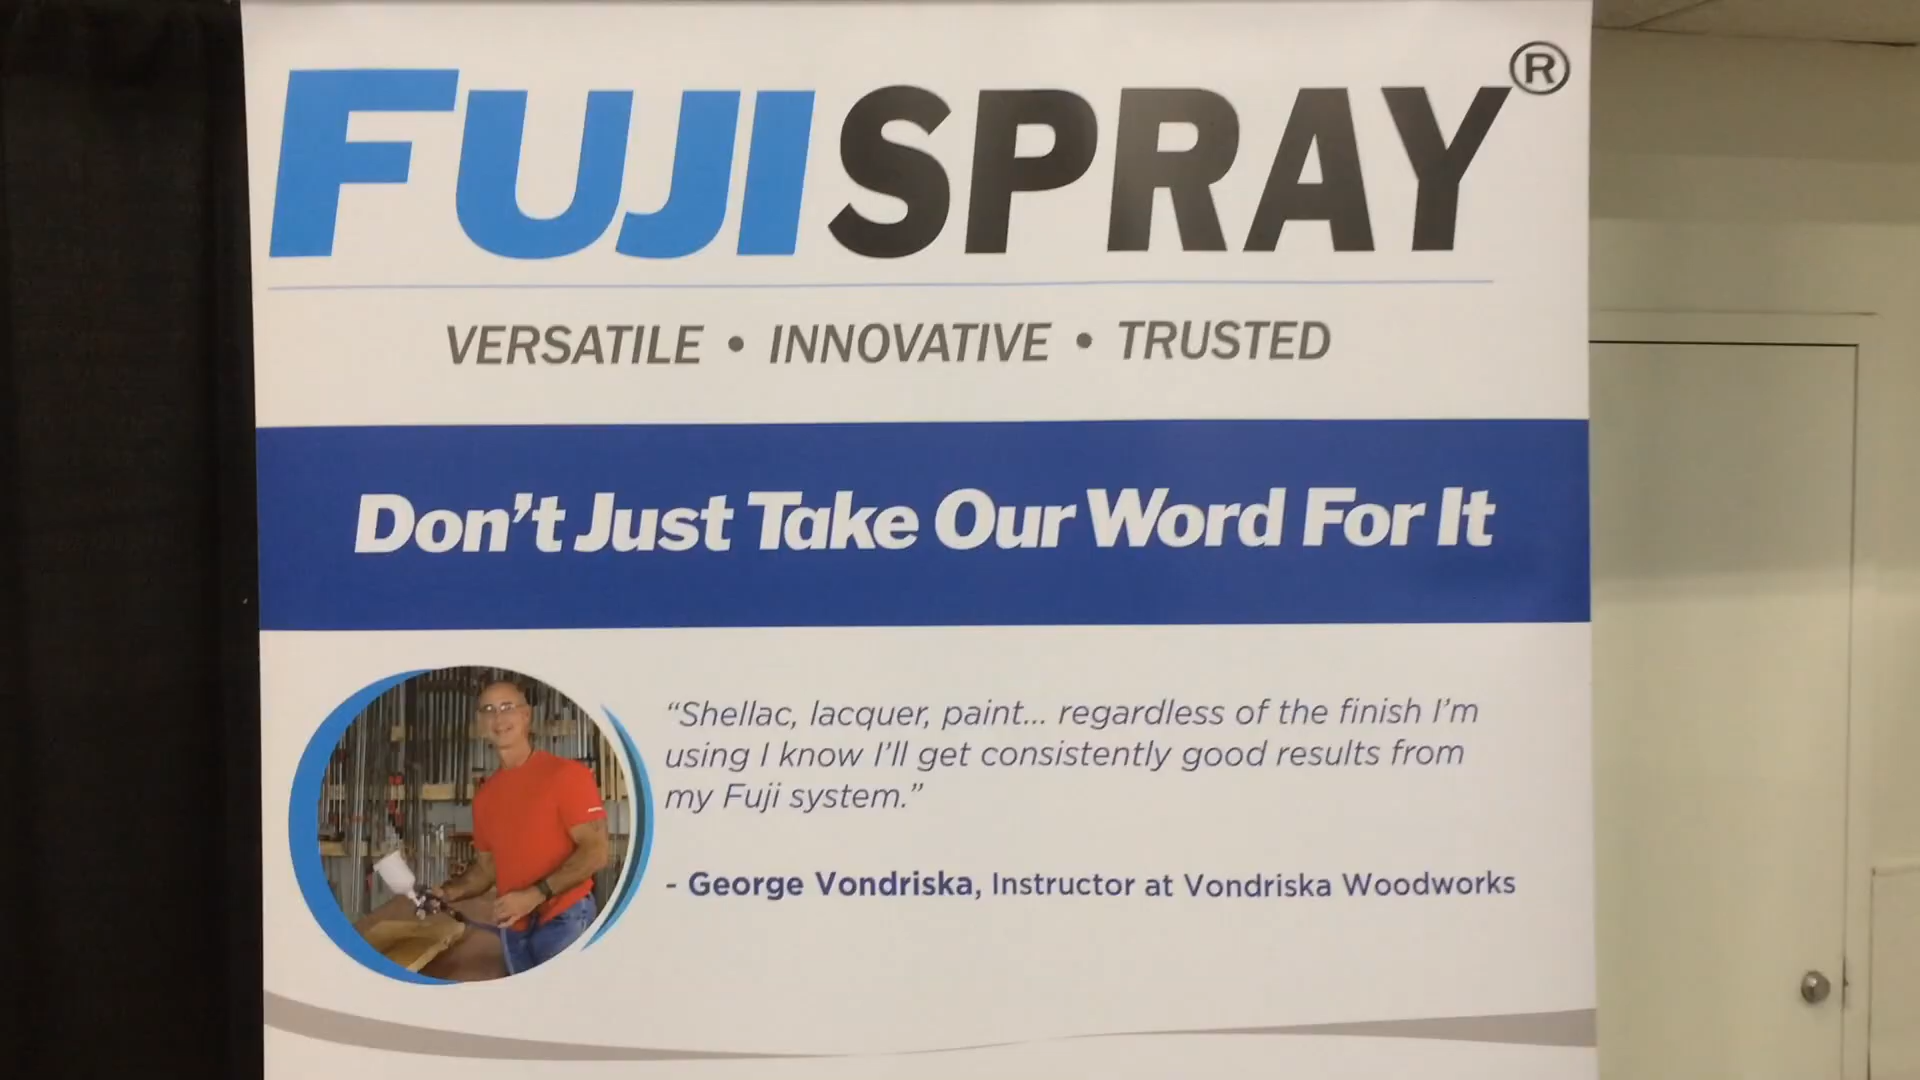 FUJISPRAY®
VERSATILE • INNOVATIVE • TRUSTED
Don't Just Take Our Word For It
“Shellac, lacquer, paint... regardless of the finish I'm
using I know I'll get consistently good results from
my Fuji system.”
- George Vondriska, Instructor at Vondriska Woodworks